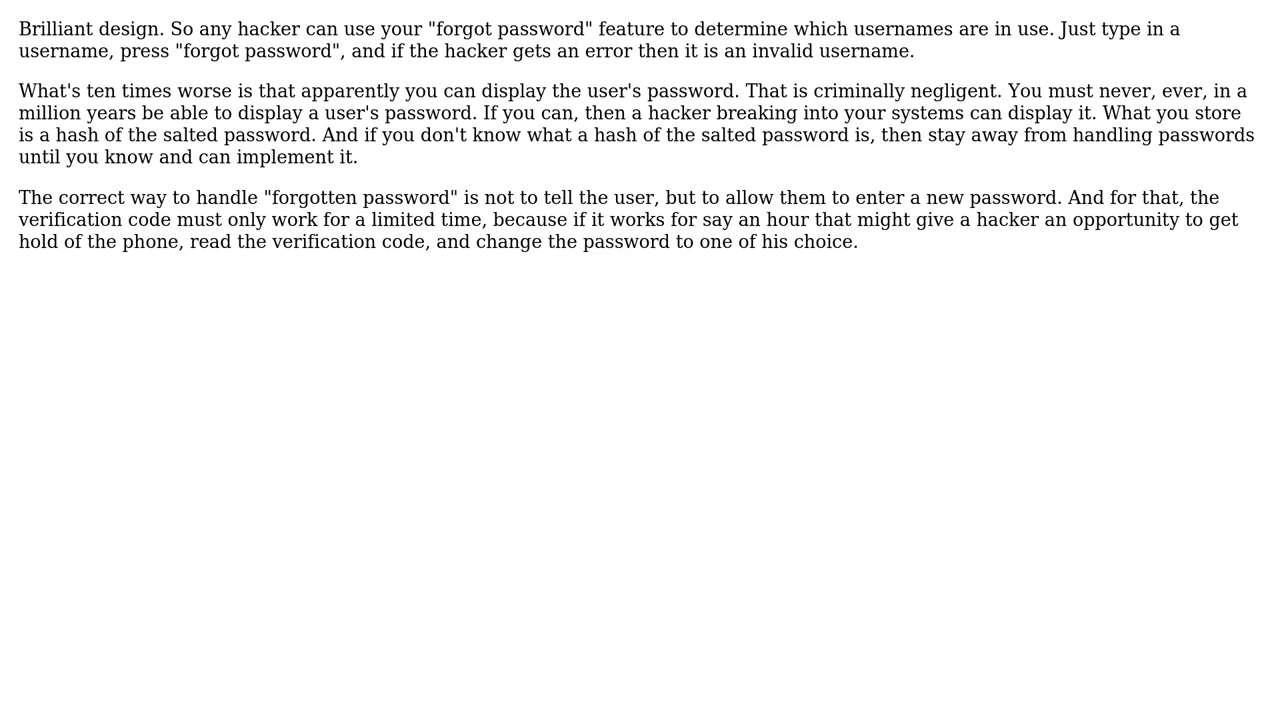 Brilliant design. So any hacker can use your "forgot password" feature to determine which usernames are in use. Just type in a
username, press "forgot password", and if the hacker gets an error then it is an invalid username.
What's ten times worse is that apparently you can display the user's password. That is criminally negligent. You must never, ever, in a
million years be able to display a user's password. If you can, then a hacker breaking into your systems can display it. What you store
is a hash of the salted password. And if you don't know what a hash of the salted password is, then stay away from handling passwords
until you know and can implement it.
The correct way to handle "forgotten password" is not to tell the user, but to allow them to enter a new password. And for that, the
verification code must only work for a limited time, because if it works for say an hour that might give a hacker an opportunity to get
hold of the phone, read the verification code, and change the password to one of his choice.